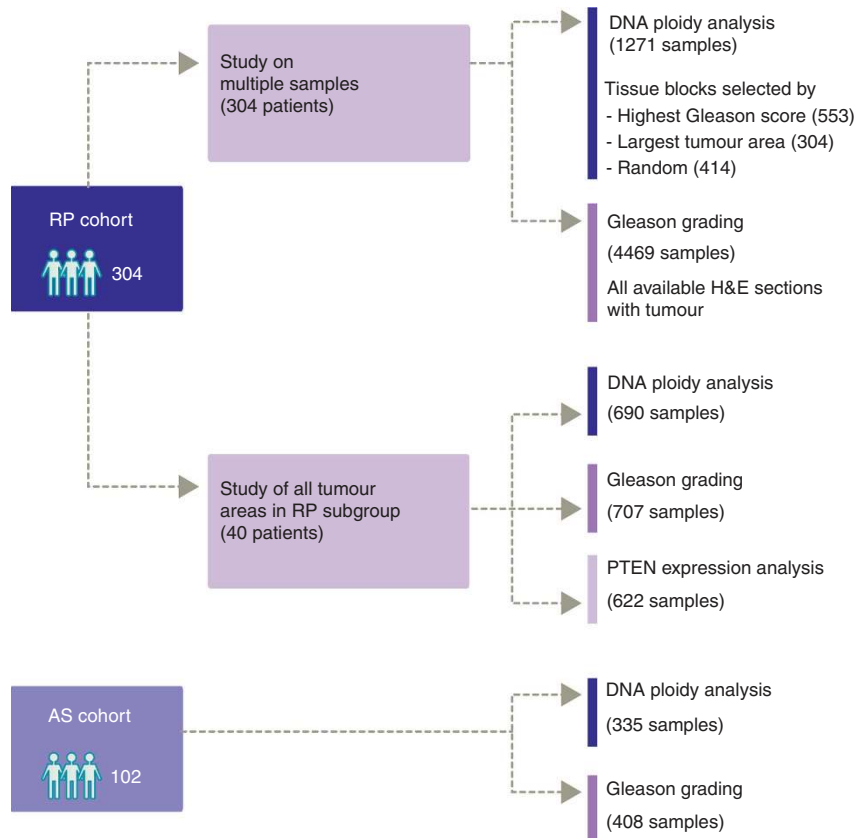 RP cohort
304
Study on
multiple samples
(304 patients)
DNA ploidy analysis
(1271 samples)
Tissue blocks selected by
- Highest Gleason score (553)
- Largest tumour area (304)
- Random (414)
Gleason grading
(4469 samples)
All available H&E sections
with tumour
Study of all tumour
areas in RP subgroup
(40 patients)
DNA ploidy analysis
(690 samples)
Gleason grading
(707 samples)
PTEN expression analysis
(622 samples)
AS cohort
102
DNA ploidy analysis
(335 samples)
Gleason grading
(408 samples)